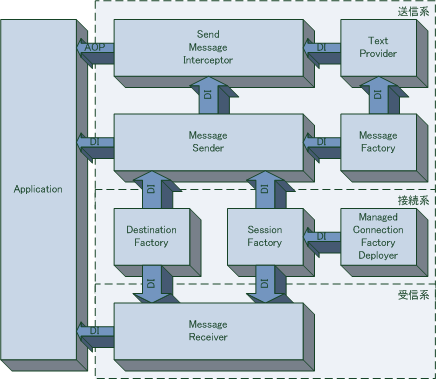 送信系
Send
Message
Interceptor
Text
Provider
AOP
DI
DI
DI
Message
Sender
Message
Factory
DI
DI
Application
DI
DI
接続系
Destination
Factory
Session
Factory
Managed
Connection
Factory
Deployer
DI
DI
DI
受信系
Message
Receiver
DI